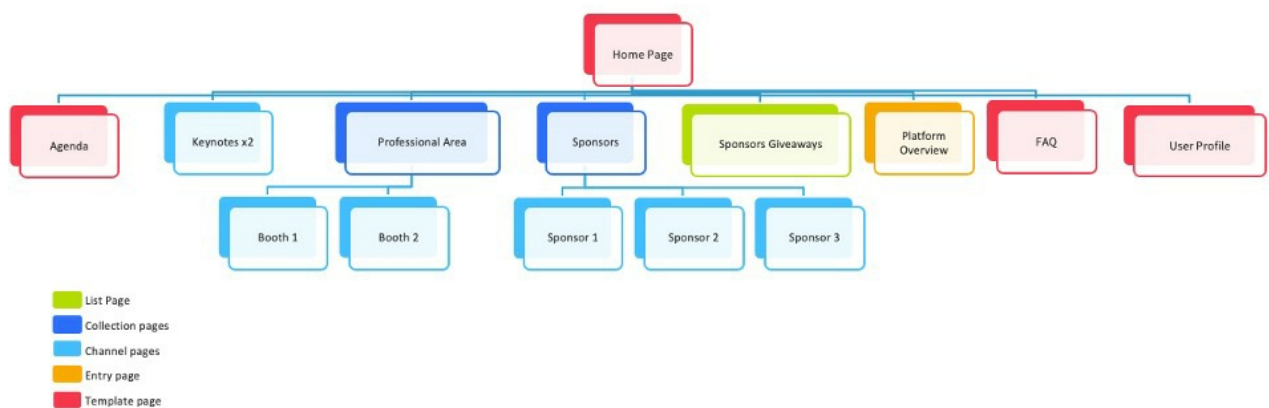 Home Page
Agenda
Keynotes x2
Professional Area
Sponsors
Sponsors Giveaways
Platform
Overview
FAQ
User Profile
Booth 1
Booth 2
Sponsor 1
Sponsor 2
Sponsor 3
List Page
Collection pages
Channel pages
Entry page
Template page